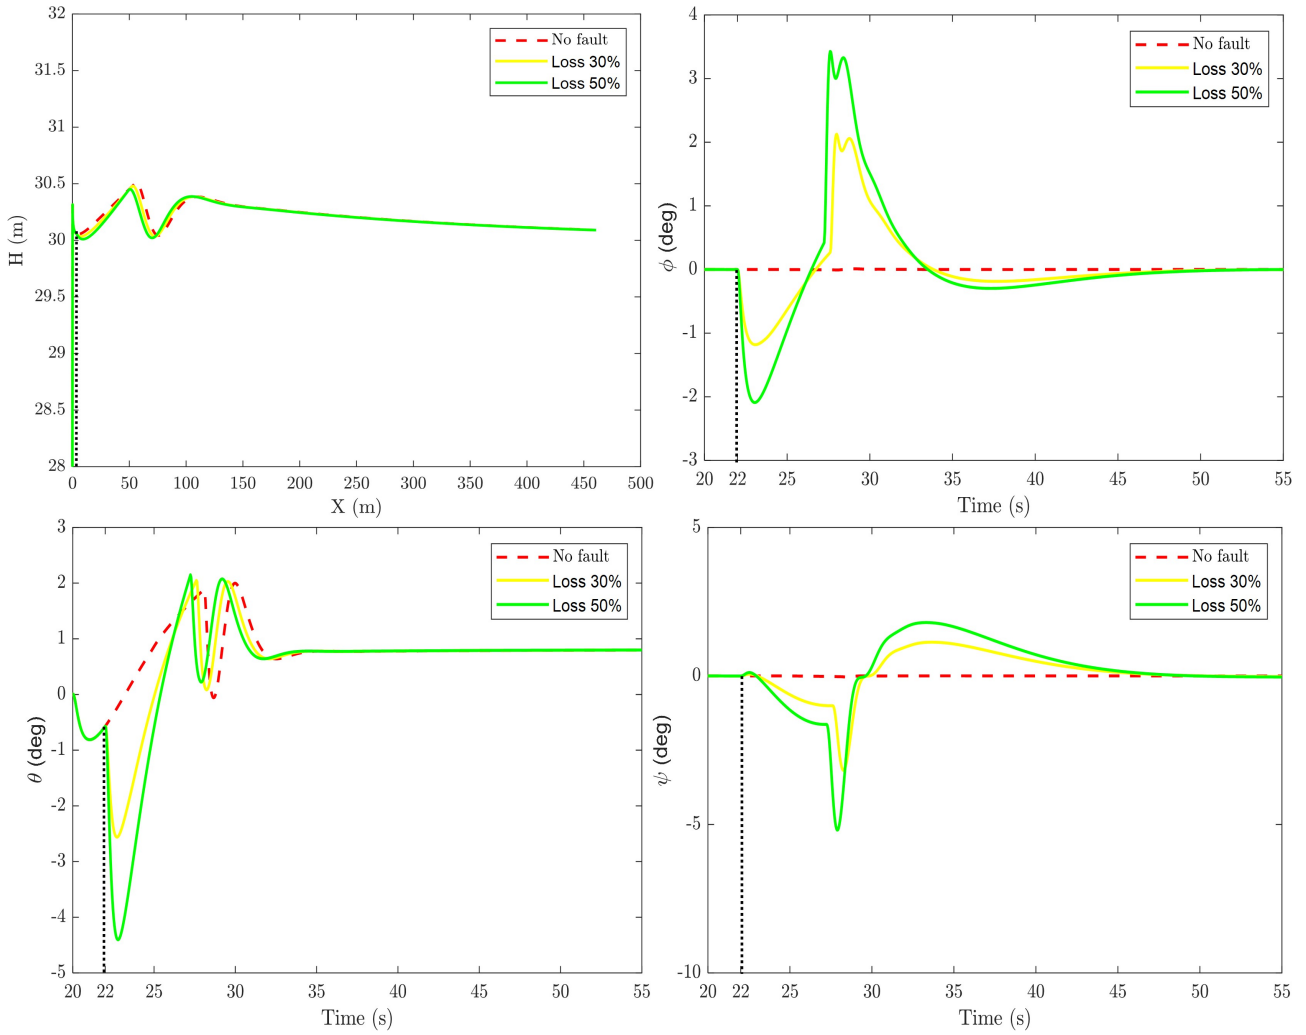 32
31.5
31
30.5
30
29.5
29
28.5
28
H (m)
0 50 100 150 200 250 300 350 400 450 500
X (m)
No fault
Loss 30%
Loss 50%
4
3
2
1
0
-1
-2
-3
ϕ (deg)
20 22 25 30 35 40 45 50 55
Time (s)
No fault
Loss 30%
Loss 50%
3
2
1
0
-1
-2
-3
-4
-5
θ (deg)
20 22 25 30 35 40 45 50 55
Time (s)
No fault
Loss 30%
Loss 50%
5
0
-5
-10
ψ (deg)
20 22 25 30 35 40 45 50 55
Time (s)
No fault
Loss 30%
Loss 50%